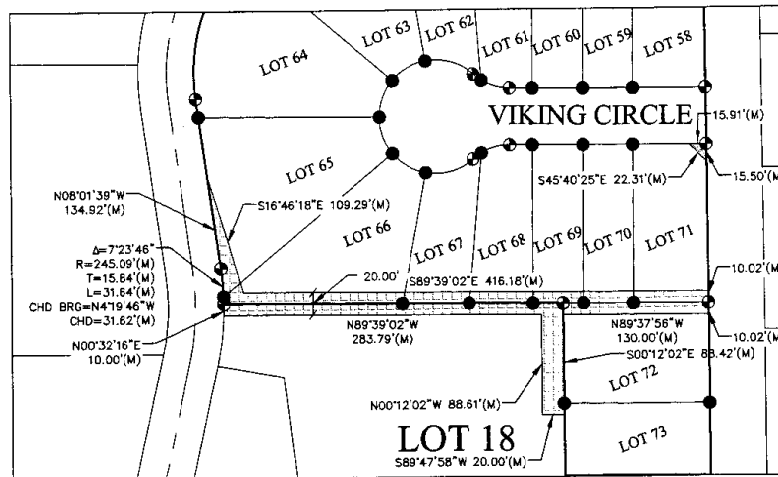 LOT 62
LOT 63
LOT 61
LOT 60
LOT 59
LOT 58
LOT 64
VIKING CIRCLE
15.91'(M)
S45°40'25"E 22.31'(M)
15.50'(M)
LOT 65
N08°01'39"W
134.92'(M)
S16°46'18"E 109.29'(M)
LOT 66
LOT 67
LOT 68
LOT 69
LOT 70
LOT 71
Δ=7°23'46"
R=245.09'(M)
T=15.84'(M)
L=31.64'(M)
CHD BRG=N4°19'46"W
CHD=31.62'(M)
20.00'
S89°39'02"E 416.18'(M)
10.02'(M)
N00°32'16"E
10.00'(M)
N89°39'02"W
283.79'(M)
N89°37'56"W
130.00'(M)
10.02'(M)
S00°12'02"E 88.42'(M)
LOT 72
N00°12'02"W 88.61'(M)
LOT 18
S89°47'58"W 20.00'(M)
LOT 73